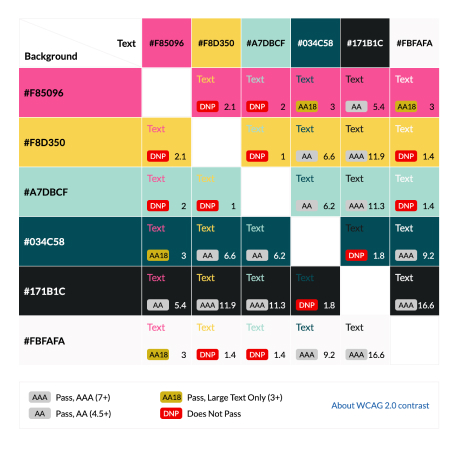 Text #F85096 #F8D350 #A7DBCF #034C58 #171B1C #FBFAFA
Background
#F85096
Text Text Text Text Text
DNP 2.1 DNP 2 AA18 3 AA 5.4 AA18 3
#F8D350
Text Text Text Text Text
DNP 2.1 DNP 1 AA 6.6 AAA 11.9 DNP 1.4
#A7DBCF
Text Text Text Text Text
DNP 2 DNP 1 AA 6.2 AAA 11.3 DNP 1.4
#034C58
Text Text Text Text Text
AA18 3 AA 6.6 AA 6.2 DNP 1.8 AAA 9.2
#171B1C
Text Text Text Text Text
AA 5.4 AAA 11.9 AAA 11.3 DNP 1.8 AAA 16.6
#FBFAFA
Text Text Text Text Text
AA18 3 DNP 1.4 DNP 1.4 AAA 9.2 AAA 16.6
AAA Pass, AAA (7+) AA18 Pass, Large Text Only (3+)
About WCAG 2.0 contrast
AA Pass, AA (4.5+) DNP Does Not Pass